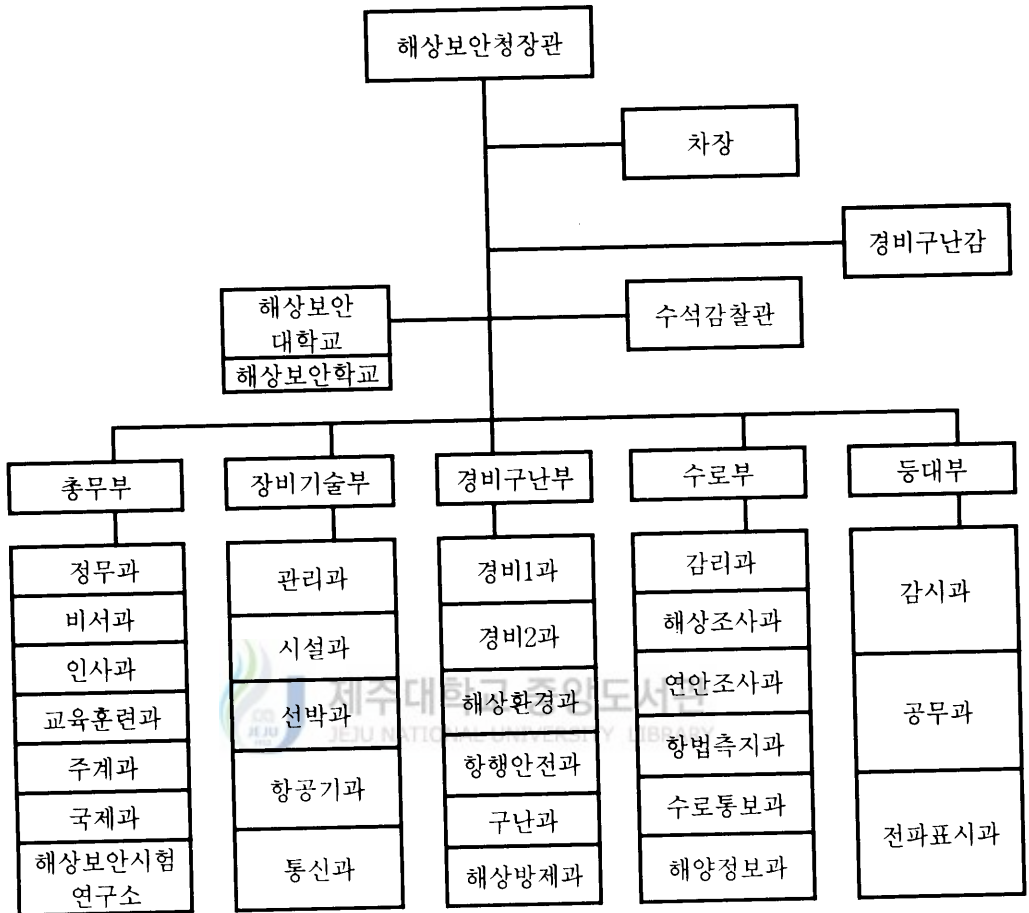 해상보안청장관
차장
경비구난감
해상보안
대학교
해상보안학교
수석감찰관
총무부
장비기술부
경비구난부
수로부
등대부
정무과
비서과
인사과
교육훈련과
주계과
국제과
해상보안시험
연구소
관리과
시설과
선박과
항공기과
통신과
경비1과
경비2과
해상환경과
항행안전과
구난과
해상방제과
감리과
해상조사과
연안조사과
항법측지과
수로통보과
해양정보과
감시과
공무과
전파표시과
제주대학교 중앙도서관
JEJU NATIONAL UNIVERSITY LIBRARY
JEJU